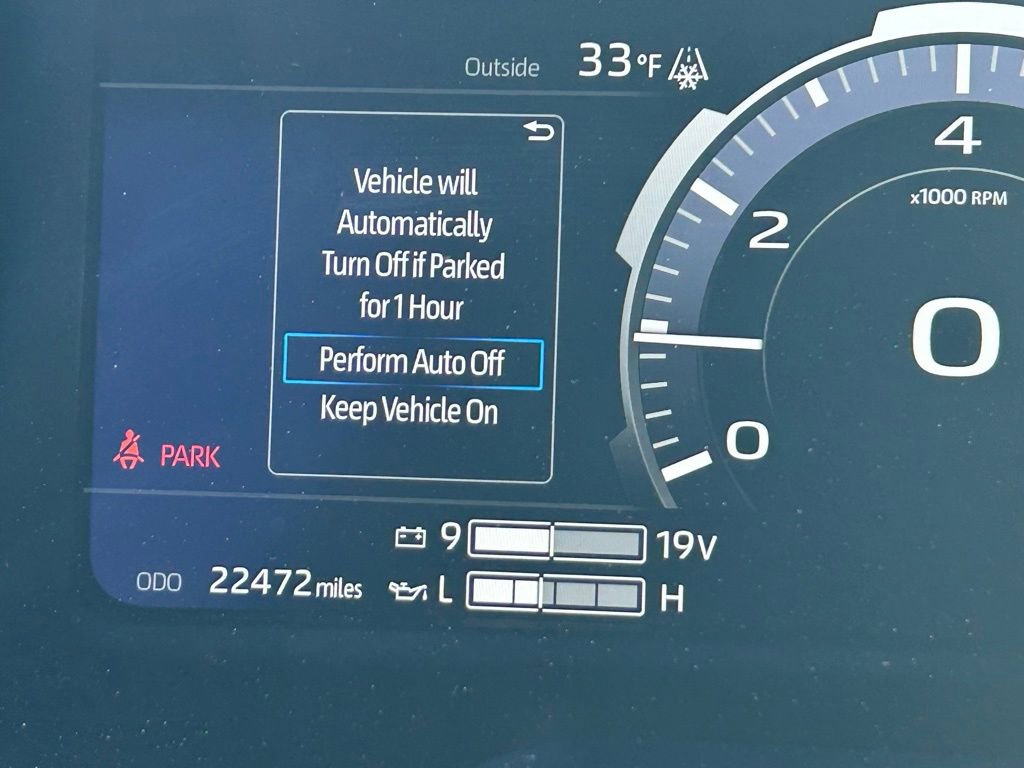 Outside 33°F
Vehicle will
Automatically
Turn Off if Parked
for 1 Hour
Perform Auto Off
Keep Vehicle On
4
x1000 RPM
2
0
0
PARK
9 19V
ODO 22472 miles L H